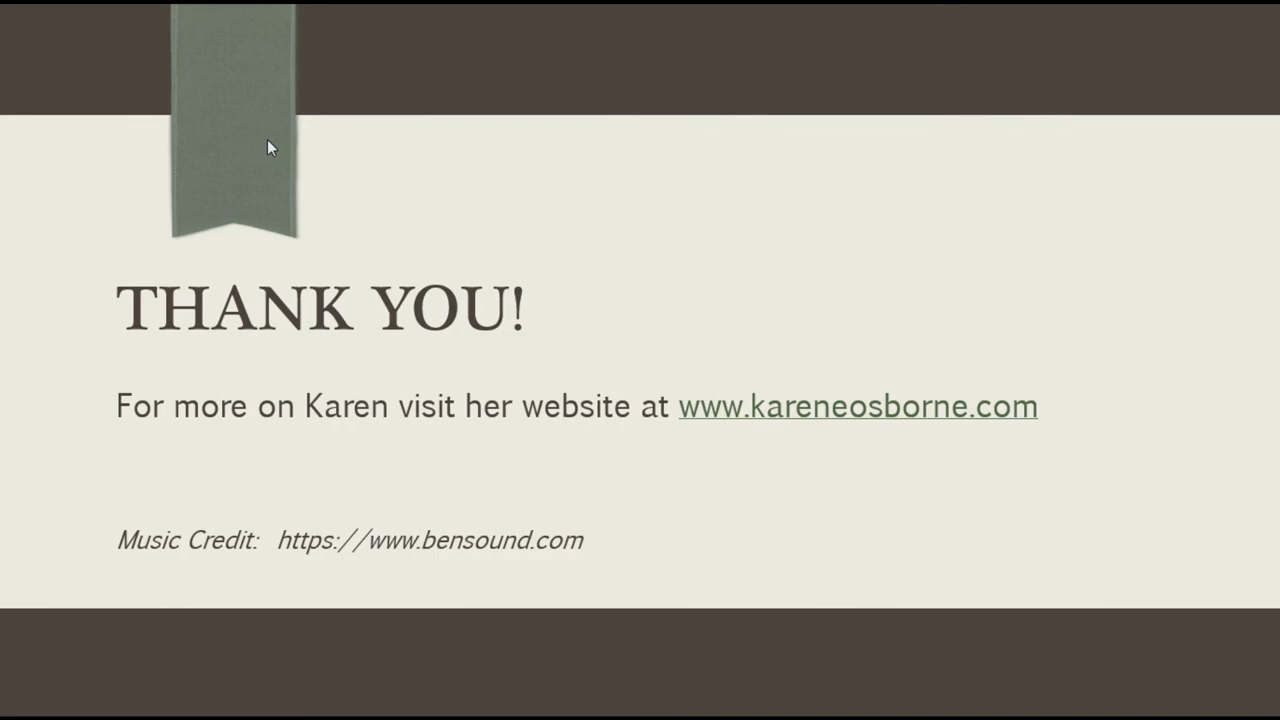 THANK YOU!
For more on Karen visit her website at www.kareneosborne.com
Music Credit: https://www.bensound.com